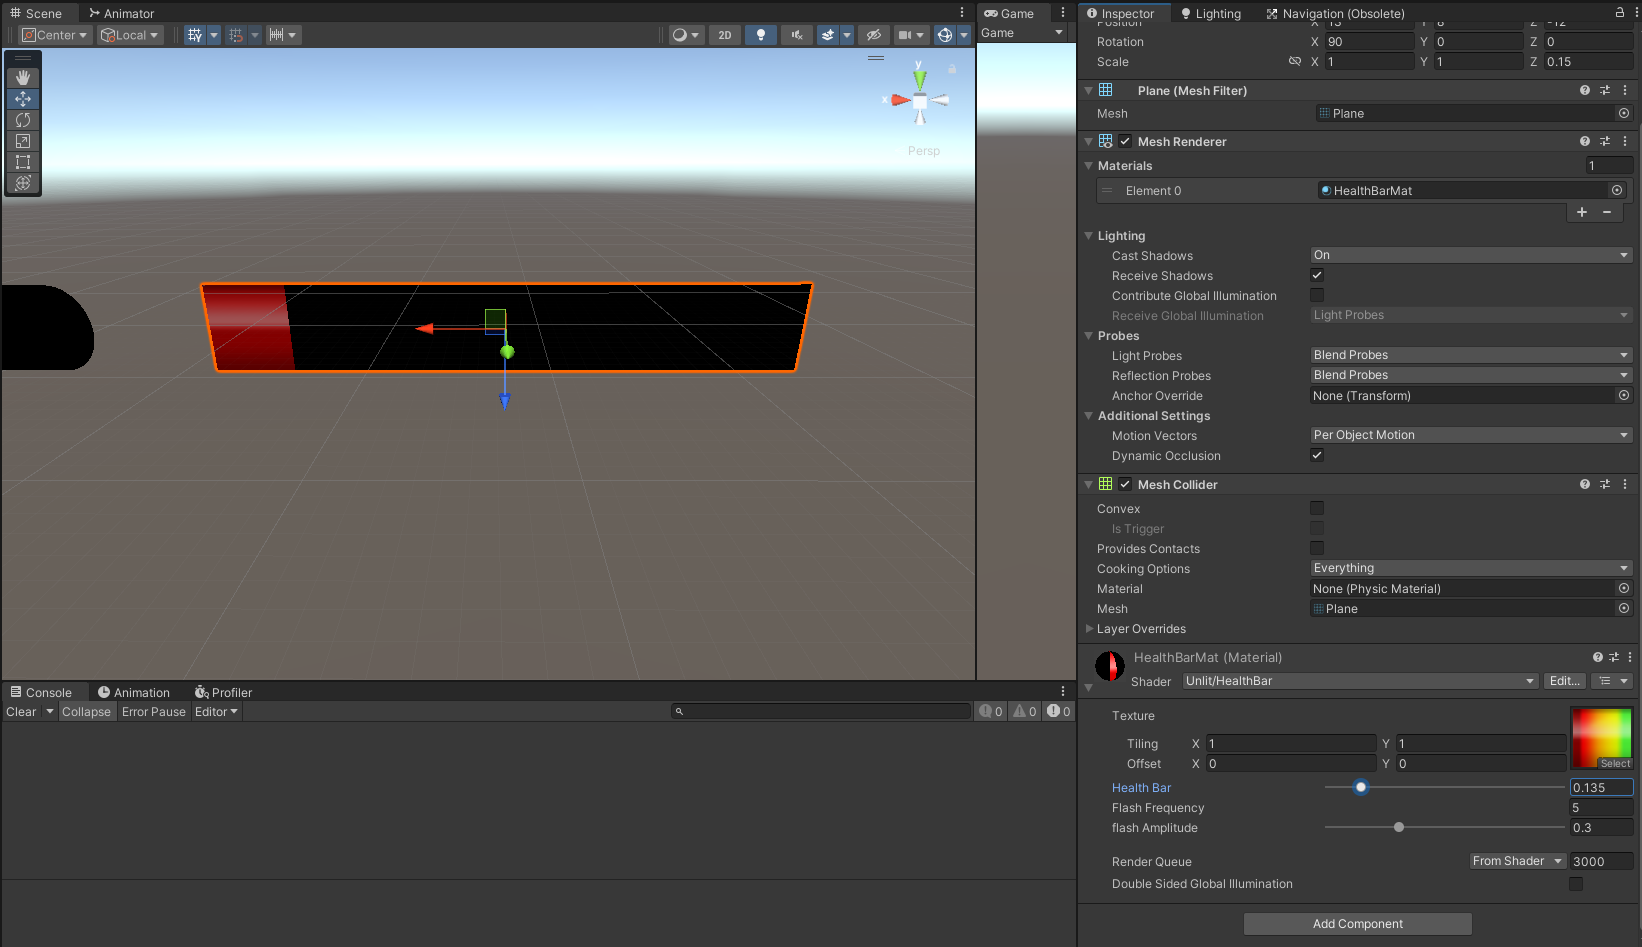 Scene Animator
Center Local 2D
y
x
Persp
Game
Game
Inspector Lighting Navigation (Obsolete)
Position X 13 Y 8 Z -12
Rotation X 90 Y 0 Z 0
Scale X 1 Y 1 Z 0.15
Plane (Mesh Filter)
Mesh Plane
Mesh Renderer
Materials 1
Element 0 HealthBarMat
Lighting
Cast Shadows On
Receive Shadows
Contribute Global Illumination
Receive Global Illumination Light Probes
Probes
Light Probes Blend Probes
Reflection Probes Blend Probes
Anchor Override None (Transform)
Additional Settings
Motion Vectors Per Object Motion
Dynamic Occlusion
Mesh Collider
Convex
Is Trigger
Provides Contacts
Cooking Options Everything
Material None (Physic Material)
Mesh Plane
Layer Overrides
HealthBarMat (Material)
Shader Unlit/HealthBar Edit...
Texture
Tiling X 1 Y 1
Offset X 0 Y 0
Select
Health Bar 0.135
Flash Frequency 5
flash Amplitude 0.3
Render Queue From Shader 3000
Double Sided Global Illumination
Add Component
Console Animation Profiler
Clear Collapse Error Pause Editor 0 0 0